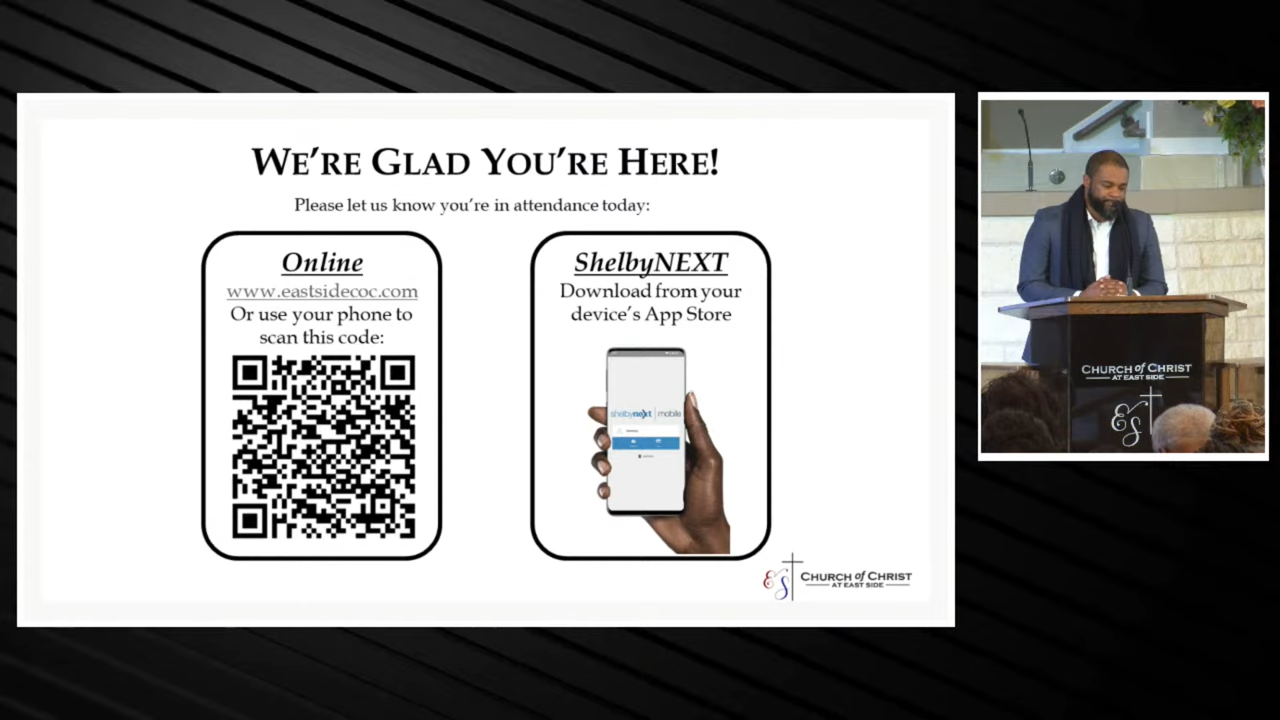 WE'RE GLAD YOU'RE HERE!
Please let us know you're in attendance today:
Online
www.eastsidecoc.com
Or use your phone to
scan this code:
ShelbyNEXT
Download from your
device's App Store
shelbynext | mobile
CHURCH of CHRIST
AT EAST SIDE
ES
CHURCH of CHRIST
AT EAST SIDE
ES